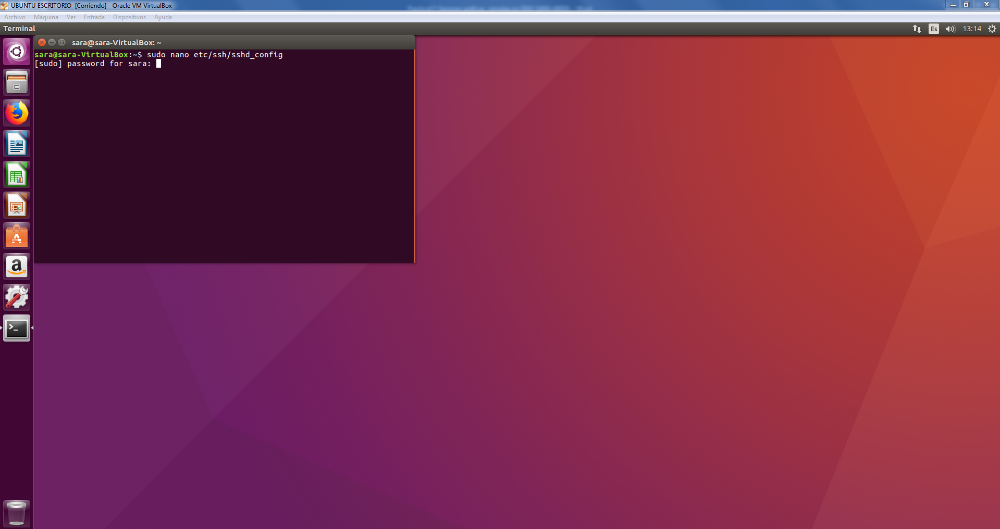 UBUNTU ESCRITORIO [Corriendo] - Oracle VM VirtualBox
Archivo Máquina Ver Entrada Dispositivos Ayuda
Terminal Es 13:14
sara@sara-VirtualBox: ~
sara@sara-VirtualBox:~$ sudo nano etc/ssh/sshd_config
[sudo] password for sara: